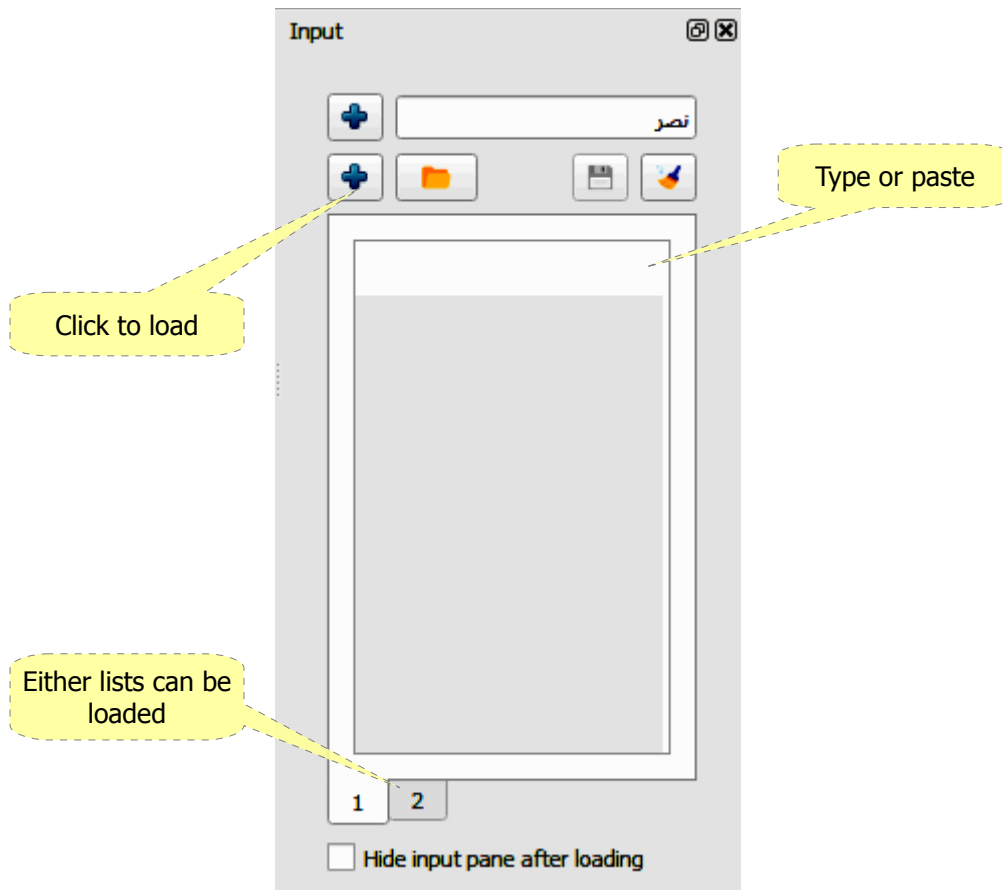 Input
نصر
Type or paste
Click to load
Either lists can be
loaded
1
2
Hide input pane after loading